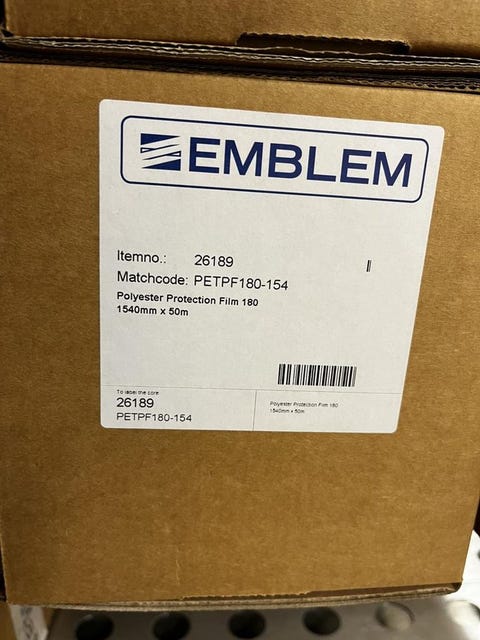 EMBLEM
Itemno.: 26189
Matchcode: PETPF180-154
Polyester Protection Film 180
1540mm x 50m
To label the core
26189
PETPF180-154
Polyester Protection Film 180
1540mm x 50m